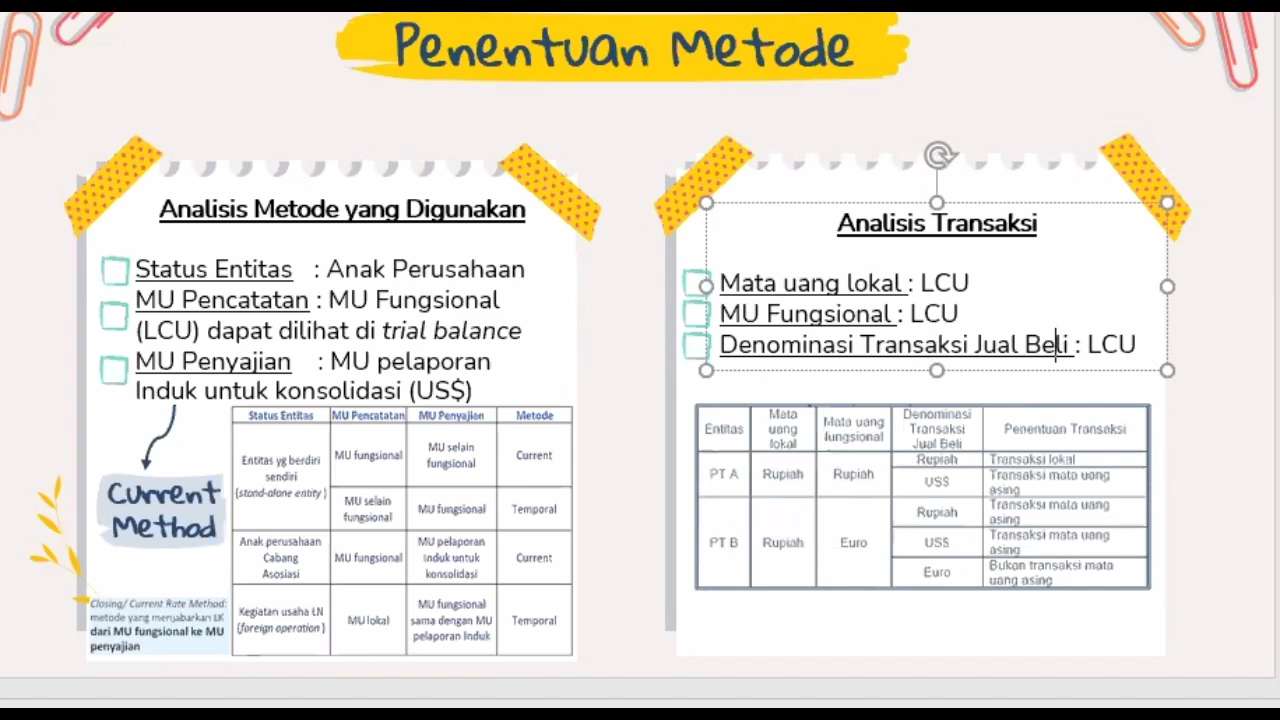 Penentuan Metode
Analisis Metode yang Digunakan
Status Entitas : Anak Perusahaan
MU Pencatatan : MU Fungsional
(LCU) dapat dilihat di trial balance
MU Penyajian : MU pelaporan
Induk untuk konsolidasi (US$)
Current
Method
Closing/ Current Rate Method:
metode yang menjabarkan LK
dari MU fungsional ke MU
penyajian
Status Entitas MU Pencatatan MU Penyajian Metode
Entitas yg berdiri
sendiri
(stand-alone entity)
MU fungsional
MU selain
fungsional
Current
MU selain
fungsional
MU fungsional
Temporal
Anak perusahaan
Cabang
Asosiasi
MU fungsional
MU pelaporan
Induk untuk
konsolidasi
Current
Kegiatan usaha LN
(foreign operation)
MU lokal
MU fungsional
sama dengan MU
pelaporan Induk
Temporal
Analisis Transaksi
Mata uang lokal : LCU
MU Fungsional : LCU
Denominasi Transaksi Jual Beli : LCU
Entitas
Mata
uang
lokal
Mata uang
fungsional
Denominasi
Transaksi
Jual Beli
Penentuan Transaksi
PT A
Rupiah
Rupiah
Rupiah
Transaksi lokal
US$
Transaksi mata uang
asing
PT B
Rupiah
Euro
Rupiah
Transaksi mata uang
asing
US$
Transaksi mata uang
asing
Euro
Bukan transaksi mata
uang asing